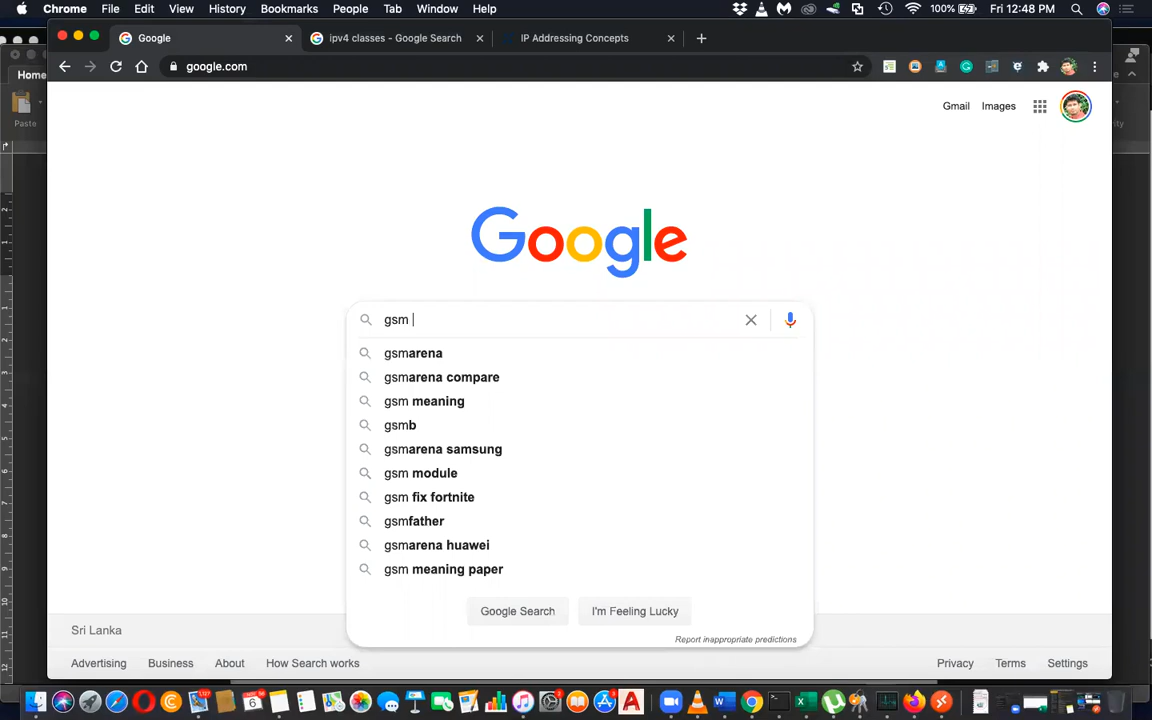 Chrome File Edit View History Bookmarks People Tab Window Help 100% Fri 12:48 PM
Google ipv4 classes - Google Search IP Addressing Concepts
Home
google.com
Paste
Gmail Images
Google
gsm
gsmarena
gsmarena compare
gsm meaning
gsmb
gsmarena samsung
gsm module
gsm fix fortnite
gsmfather
gsmarena huawei
gsm meaning paper
Google Search I'm Feeling Lucky
Report inappropriate predictions
Sri Lanka
Advertising Business About How Search works Privacy Terms Settings